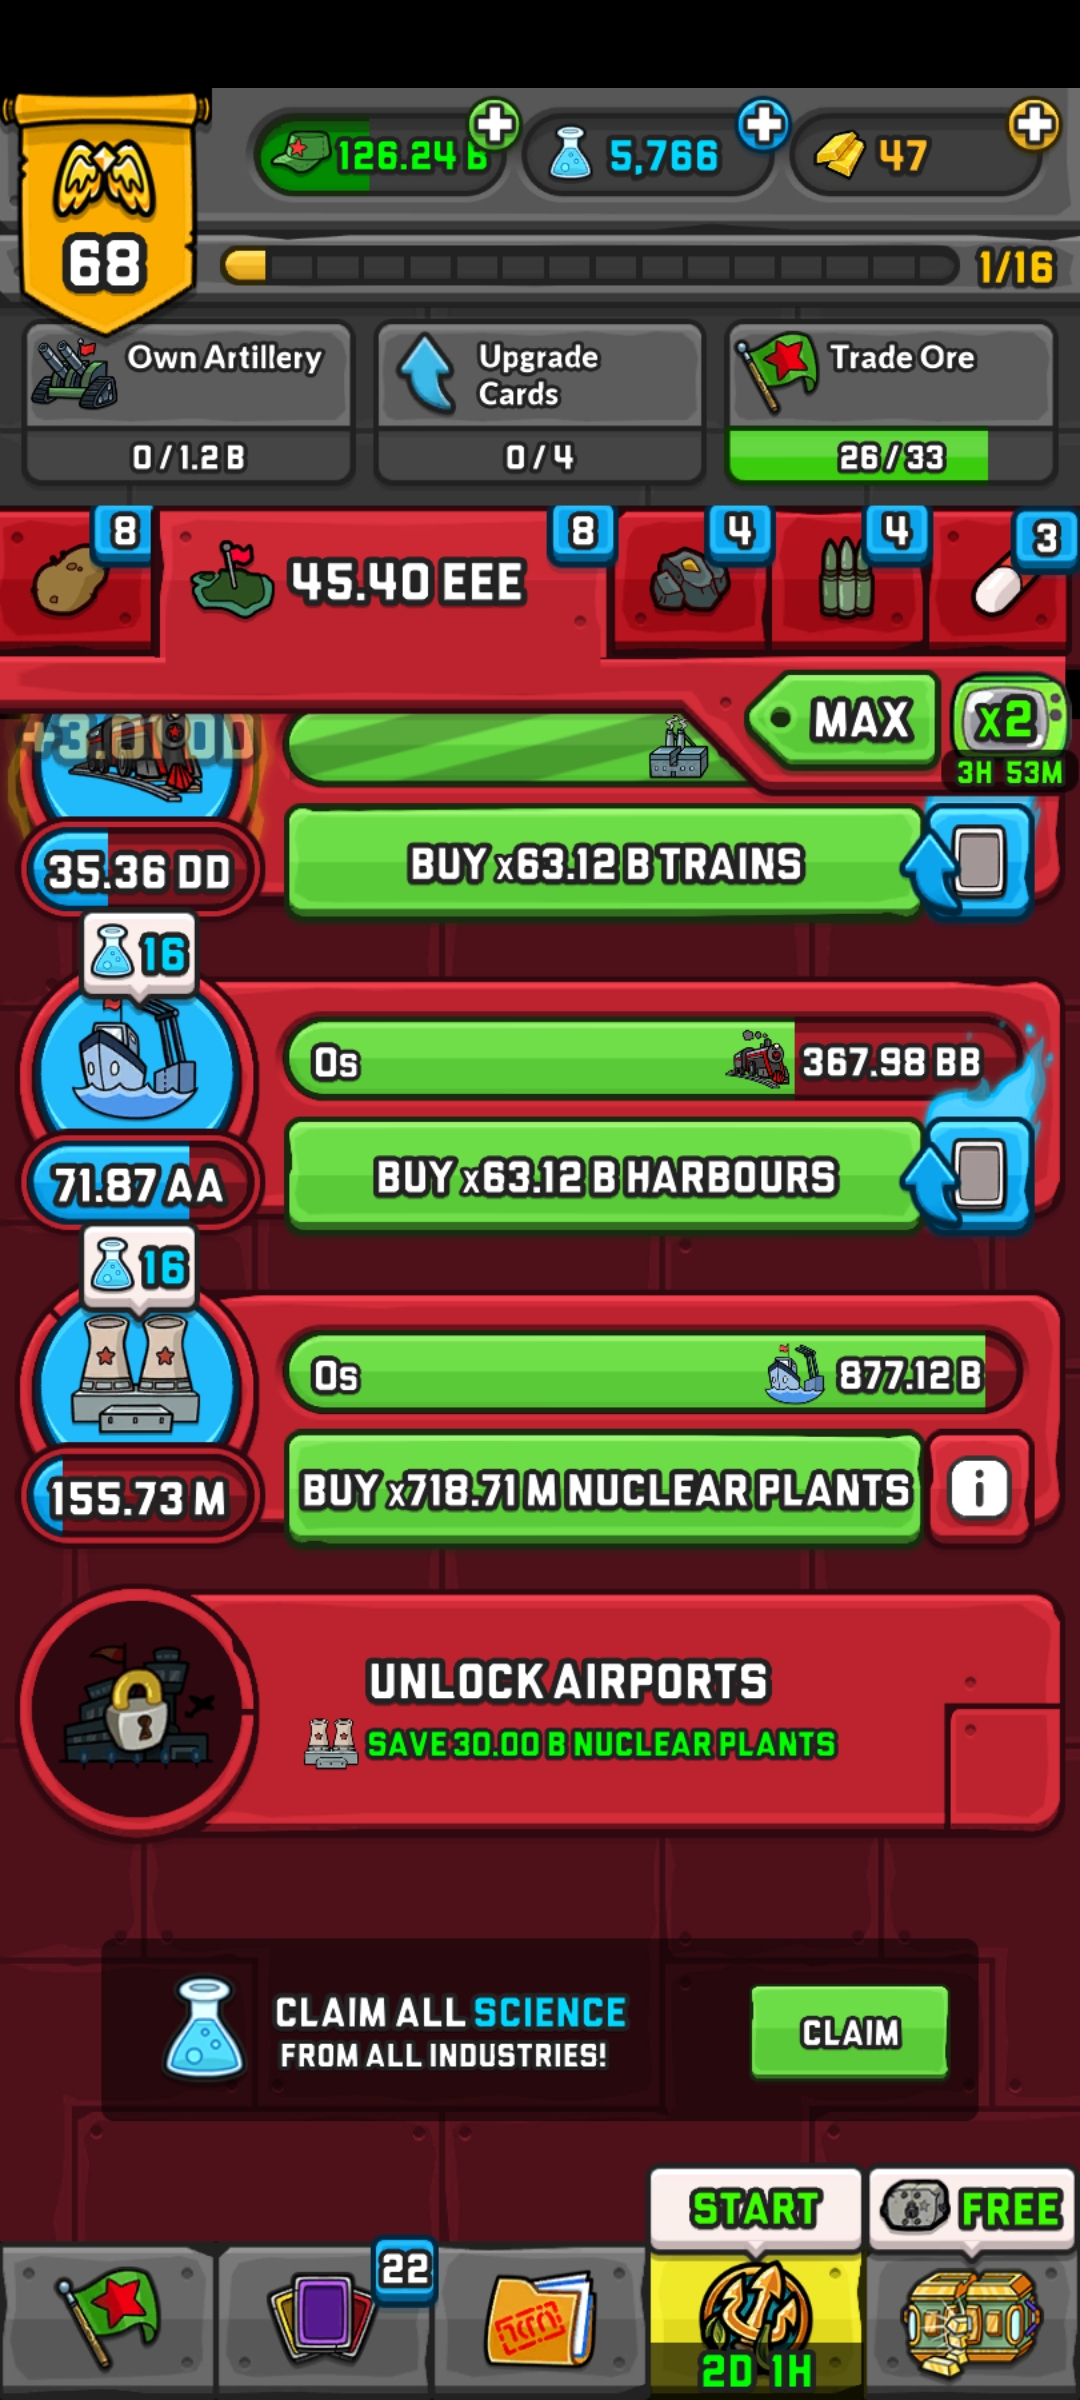 126.24 B
5,766
47
68
1/16
Own Artillery
0/1.2 B
Upgrade
Cards
0/4
Trade Ore
26/33
8
45.40 EEE
8
4
4
3
MAX
x2
3H 53M
35.36 DD
BUY x63.12 B TRAINS
16
0s
367.98 BB
71.87 AA
BUY x63.12 B HARBOURS
16
0s
877.12 B
155.73 M
BUY x718.71 M NUCLEAR PLANTS
i
UNLOCK AIRPORTS
SAVE 30.00 B NUCLEAR PLANTS
CLAIM ALL SCIENCE
FROM ALL INDUSTRIES!
CLAIM
START
FREE
22
2D 1H